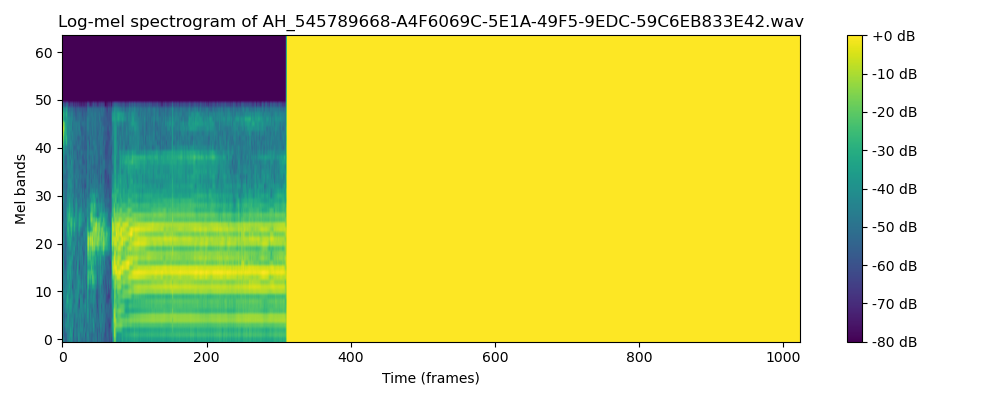 Log-mel spectrogram of AH_545789668-A4F6069C-5E1A-49F5-9EDC-59C6EB833E42.wav
60
50
40
30
20
10
0
Mel bands
0 200 400 600 800 1000
Time (frames)
+0 dB
-10 dB
-20 dB
-30 dB
-40 dB
-50 dB
-60 dB
-70 dB
-80 dB